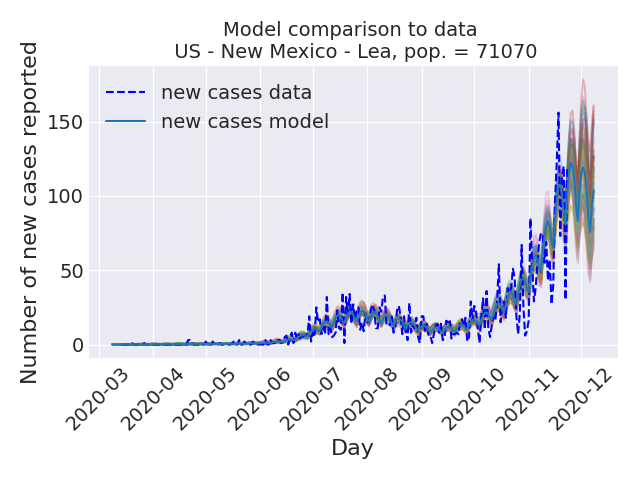 Model comparison to data
US - New Mexico - Lea, pop. = 71070
Number of new cases reported
new cases data
new cases model
150
100
50
0
2020-03
2020-04
2020-05
2020-06
2020-07
2020-08
2020-09
2020-10
2020-11
2020-12
Day